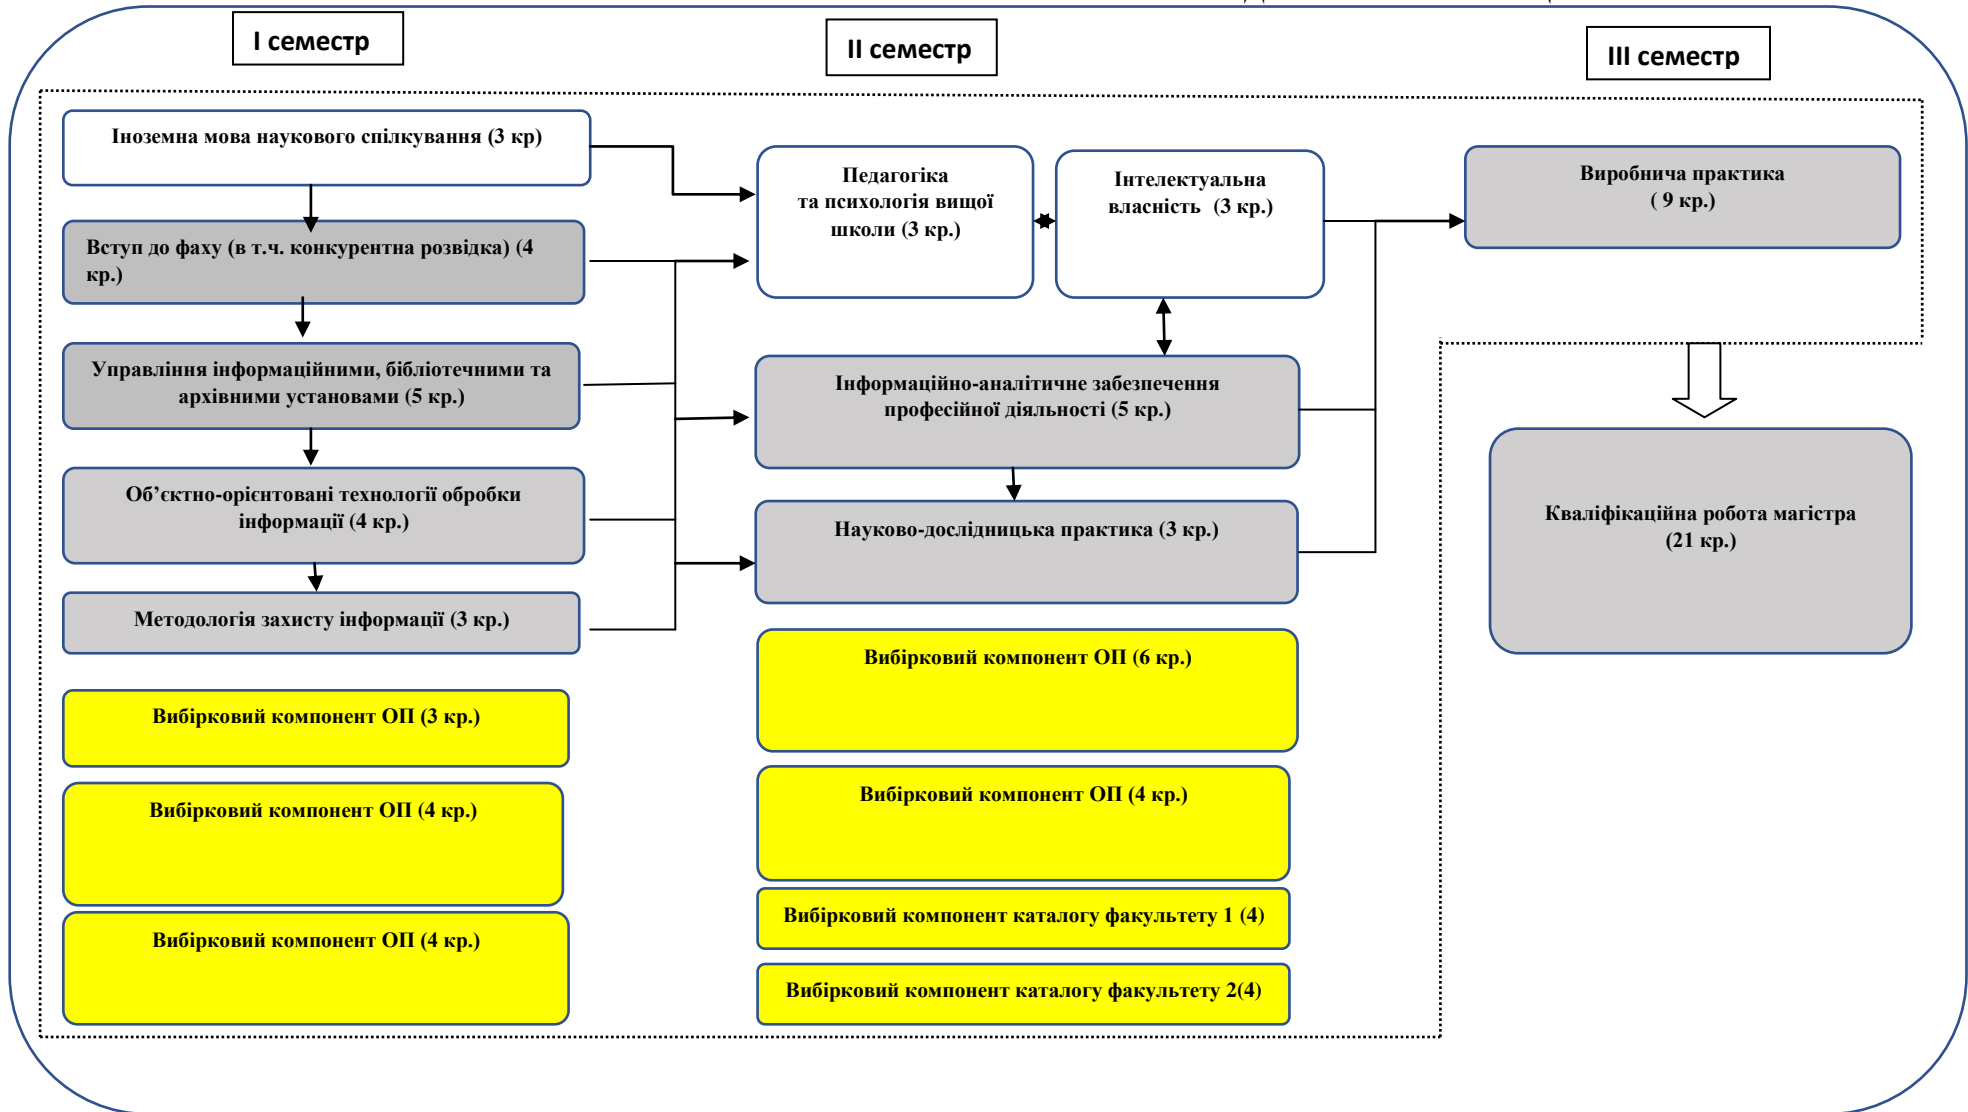 І семестр
ІІ семестр
ІІІ семестр
Іноземна мова наукового спілкування (3 кр)
Вступ до фаху (в т.ч. конкурентна розвідка) (4
кр.)
Управління інформаційними, бібліотечними та
архівними установами (5 кр.)
Об’єктно-орієнтовані технології обробки
інформації (4 кр.)
Методологія захисту інформації (3 кр.)
Вибірковий компонент ОП (3 кр.)
Вибірковий компонент ОП (4 кр.)
Вибірковий компонент ОП (4 кр.)
Педагогіка
та психологія вищої
школи (3 кр.)
Інтелектуальна
власність (3 кр.)
Інформаційно-аналітичне забезпечення
професійної діяльності (5 кр.)
Науково-дослідницька практика (3 кр.)
Вибірковий компонент ОП (6 кр.)
Вибірковий компонент ОП (4 кр.)
Вибірковий компонент каталогу факультету 1 (4)
Вибірковий компонент каталогу факультету 2(4)
Виробнича практика
( 9 кр.)
Кваліфікаційна робота магістра
(21 кр.)